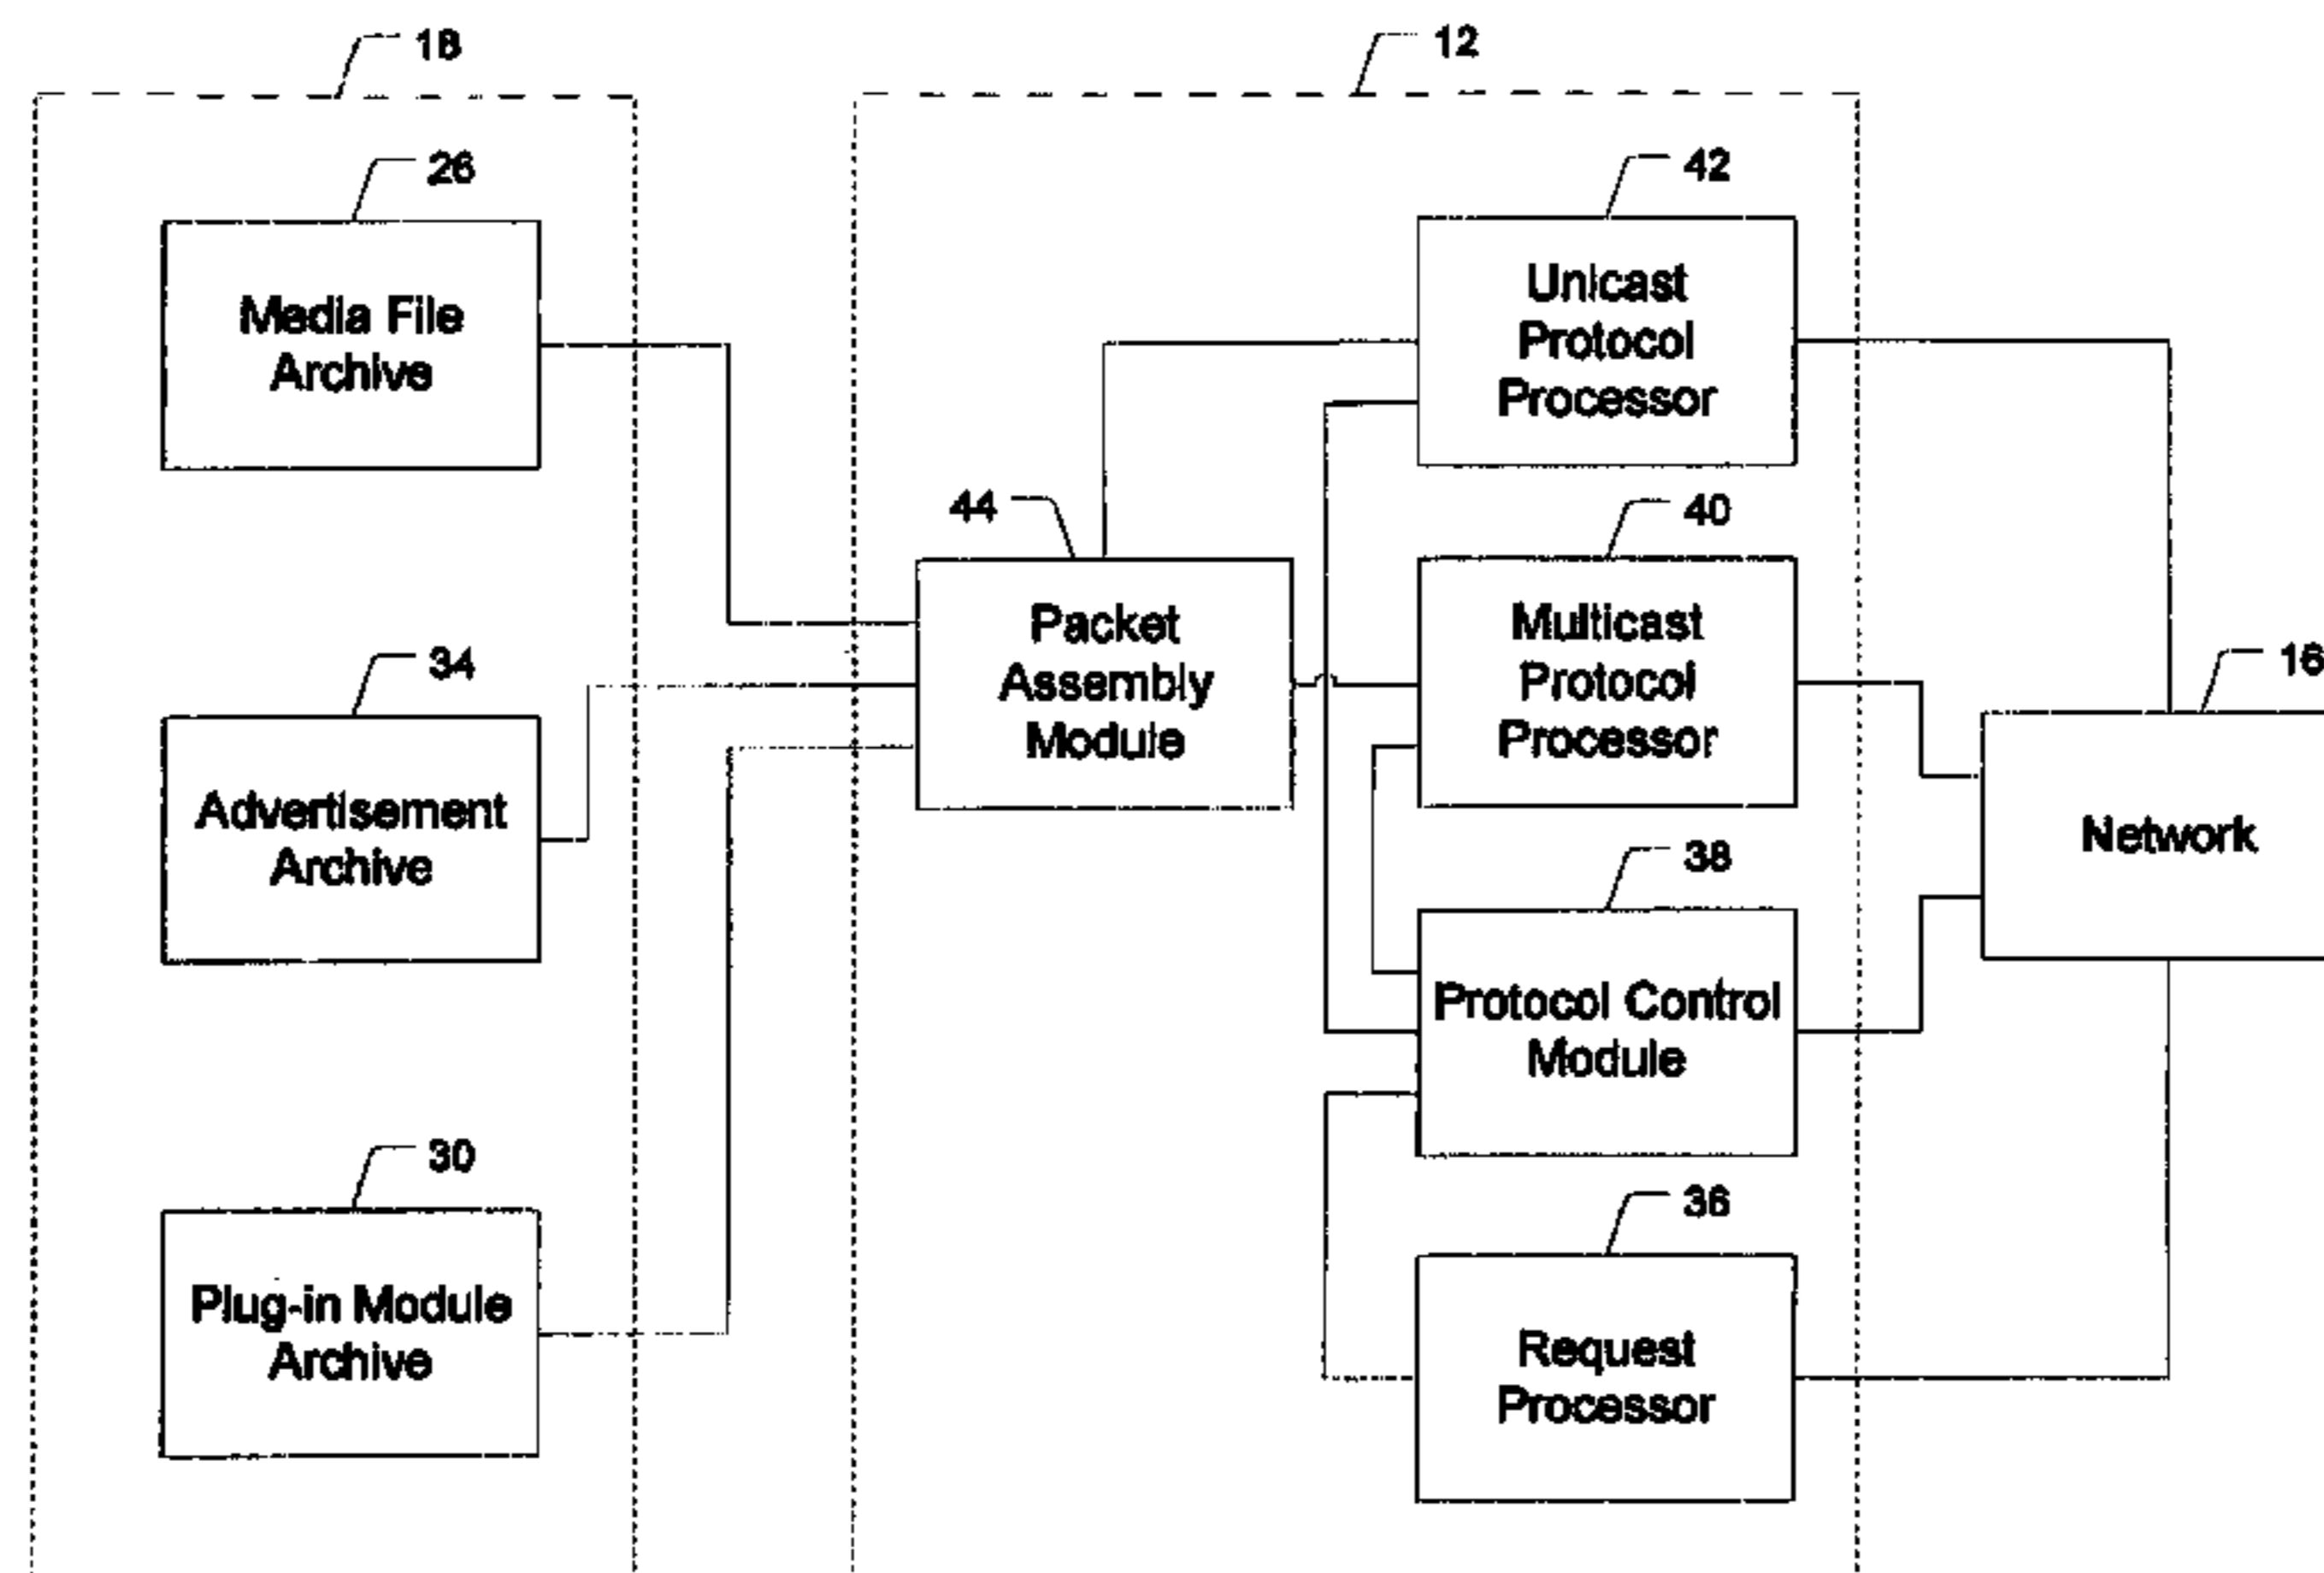 18
12
26
Media File
Archive
34
Advertisement
Archive
30
Plug-in Module
Archive
44
Packet
Assembly
Module
42
Unicast
Protocol
Processor
40
Multicast
Protocol
Processor
38
Protocol Control
Module
36
Request
Processor
16
Network